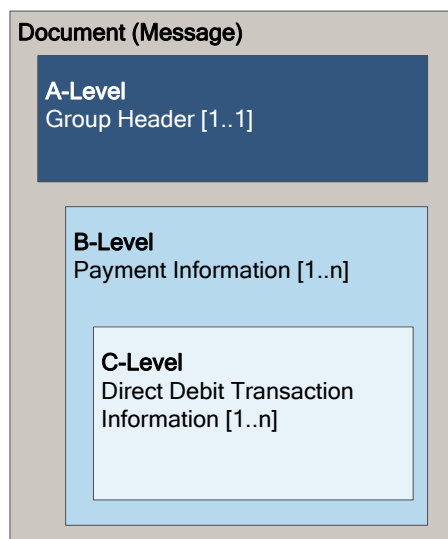 Document (Message)
A-Level
Group Header [1..1]
B-Level
Payment Information [1..n]
C-Level
Direct Debit Transaction
Information [1..n]